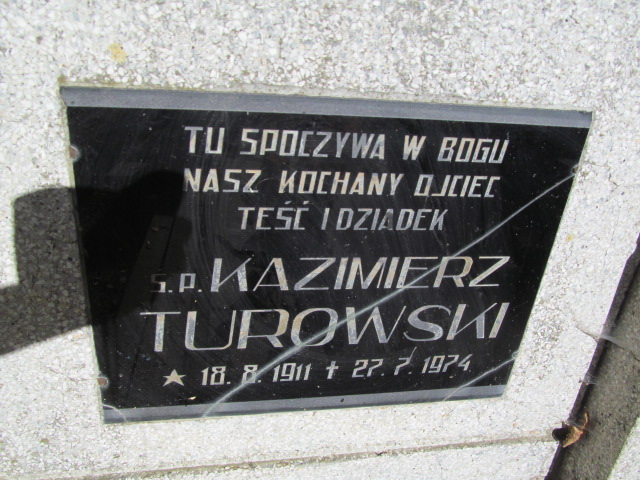 TU SPOCZYWA W BOGU
NASZ KOCHANY OJCIEC
TEŚĆ I DZIADEK
Ś.P. KAZIMIERZ
TUROWSKI
★ 18. 8. 1911 ✝ 27. 7. 1974